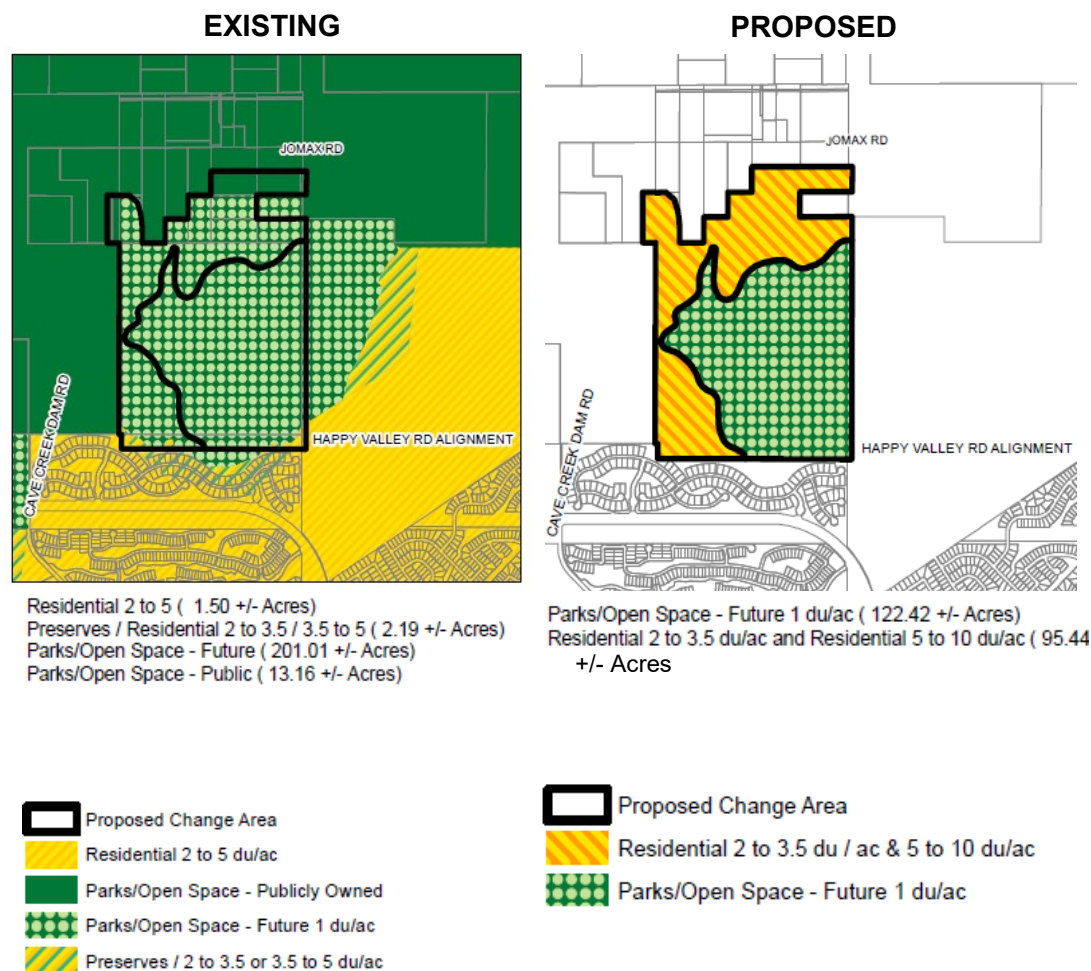 EXISTING
JOMAX RD
CAVE CREEK DAM RD
HAPPY VALLEY RD ALIGNMENT
Residential 2 to 5 ( 1.50 +/- Acres)
Preserves / Residential 2 to 3.5 / 3.5 to 5 ( 2.19 +/- Acres)
Parks/Open Space - Future ( 201.01 +/- Acres)
Parks/Open Space - Public ( 13.16 +/- Acres)
Proposed Change Area
Residential 2 to 5 du/ac
Parks/Open Space - Publicly Owned
Parks/Open Space - Future 1 du/ac
Preserves / 2 to 3.5 or 3.5 to 5 du/ac
PROPOSED
JOMAX RD
CAVE CREEK DAM RD
HAPPY VALLEY RD ALIGNMENT
Parks/Open Space - Future 1 du/ac ( 122.42 +/- Acres)
Residential 2 to 3.5 du/ac and Residential 5 to 10 du/ac ( 95.44
+/- Acres
Proposed Change Area
Residential 2 to 3.5 du / ac & 5 to 10 du/ac
Parks/Open Space - Future 1 du/ac